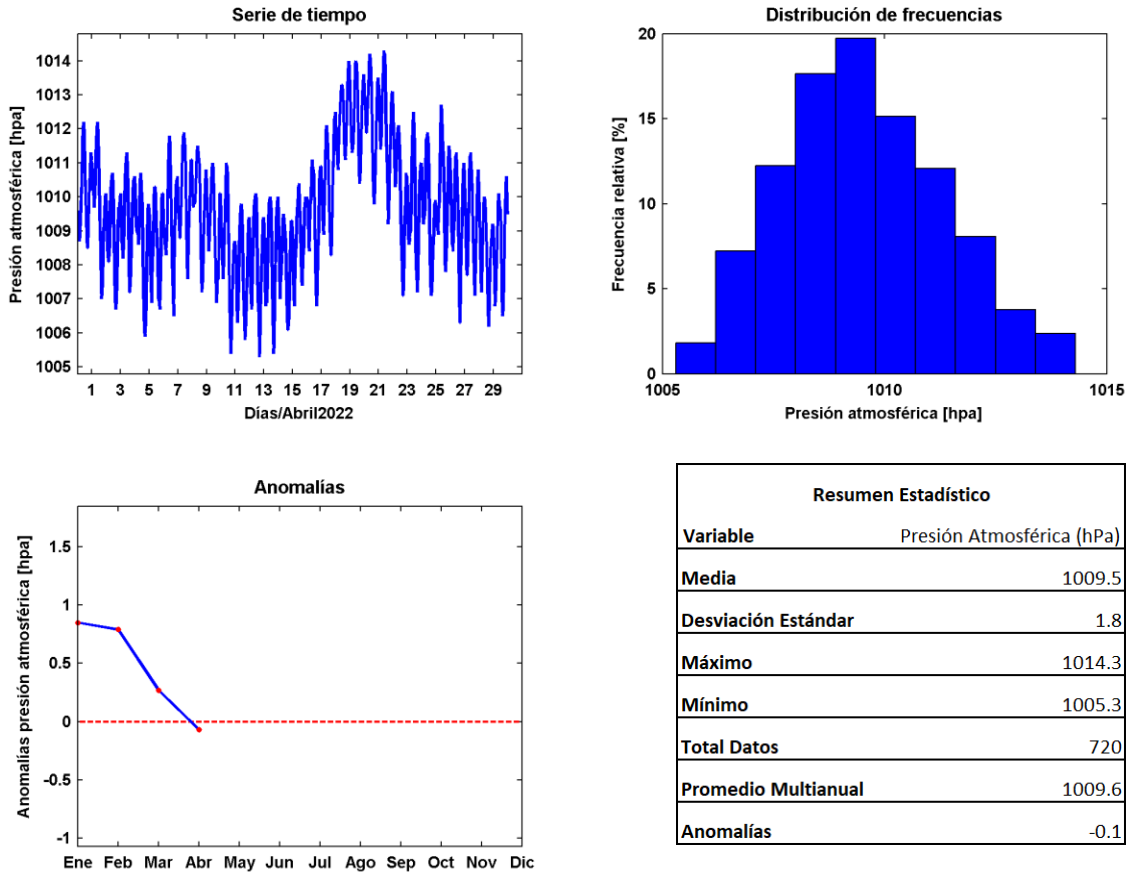 Serie de tiempo
Presión atmosférica [hpa]
1014
1013
1012
1011
1010
1009
1008
1007
1006
1005
1 3 5 7 9 11 13 15 17 19 21 23 25 27 29
Días/Abril2022
Distribución de frecuencias
Frecuencia relativa [%]
20
15
10
5
0
1005 1010 1015
Presión atmosférica [hpa]
Anomalías
Anomalias presión atmosférica [hpa]
1.5
1
0.5
0
-0.5
-1
Ene Feb Mar Abr May Jun Jul Ago Sep Oct Nov Dic
Resumen Estadístico
Variable Presión Atmosférica (hPa)
Media 1009.5
Desviación Estándar 1.8
Máximo 1014.3
Mínimo 1005.3
Total Datos 720
Promedio Multianual 1009.6
Anomalías -0.1